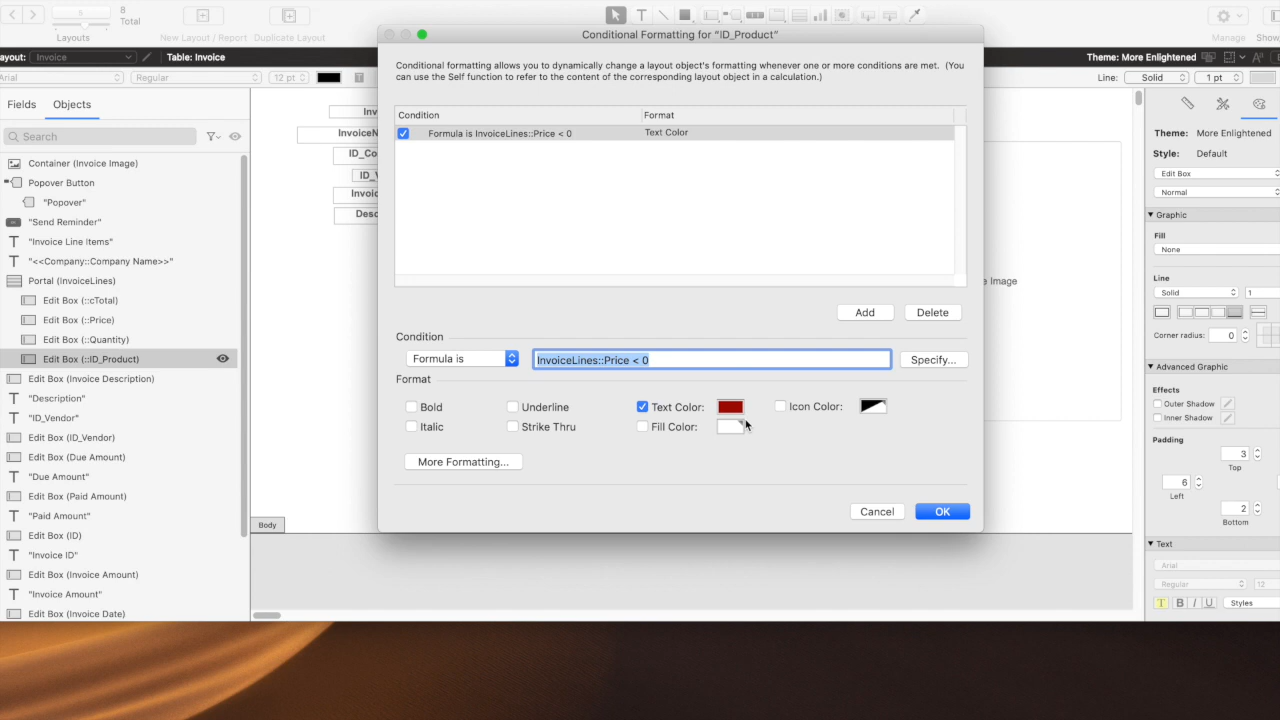 8
8
Total
Layouts
New Layout / Report
Duplicate Layout
Manage
Conditional Formatting for "ID_Product"
ayout:
Invoice
Table: Invoice
Theme: More Enlightened
Arial
Regular
12 pt
Line:
Solid
1 pt
Fields
Objects
Search
Container (Invoice Image)
Popover Button
"Popover"
"Send Reminder"
"Invoice Line Items"
"<<Company::Company Name>>"
Portal (InvoiceLines)
Edit Box (::cTotal)
Edit Box (::Price)
Edit Box (::Quantity)
Edit Box (::ID_Product)
Edit Box (Invoice Description)
"Description"
"ID_Vendor"
Edit Box (ID_Vendor)
Edit Box (Due Amount)
"Due Amount"
Edit Box (Paid Amount)
"Paid Amount"
Edit Box (ID)
"Invoice ID"
Edit Box (Invoice Amount)
"Invoice Amount"
Edit Box (Invoice Date)
Inv
InvoiceN
ID_Co
ID_V
Invoic
Desc
Body
Conditional formatting allows you to dynamically change a layout object's formatting whenever one or more conditions are met.  (You
can use the Self function to refer to the content of the corresponding layout object in a calculation.)
Condition
Format
Formula is InvoiceLines::Price < 0
Text Color
Add
Delete
Condition
Formula is
InvoiceLines::Price < 0
Specify...
Format
Bold
Underline
Text Color:
Icon Color:
Italic
Strike Thru
Fill Color:
More Formatting...
Cancel
OK
e Image
Theme:
More Enlightened
Style:
Default
Edit Box
Normal
Graphic
Fill
None
Line
Solid
1
Corner radius:
0
Advanced Graphic
Effects
Outer Shadow
Inner Shadow
Padding
3
Top
6
Left
2
Bottom
Text
Arial
Regular
12
T B I U
Styles